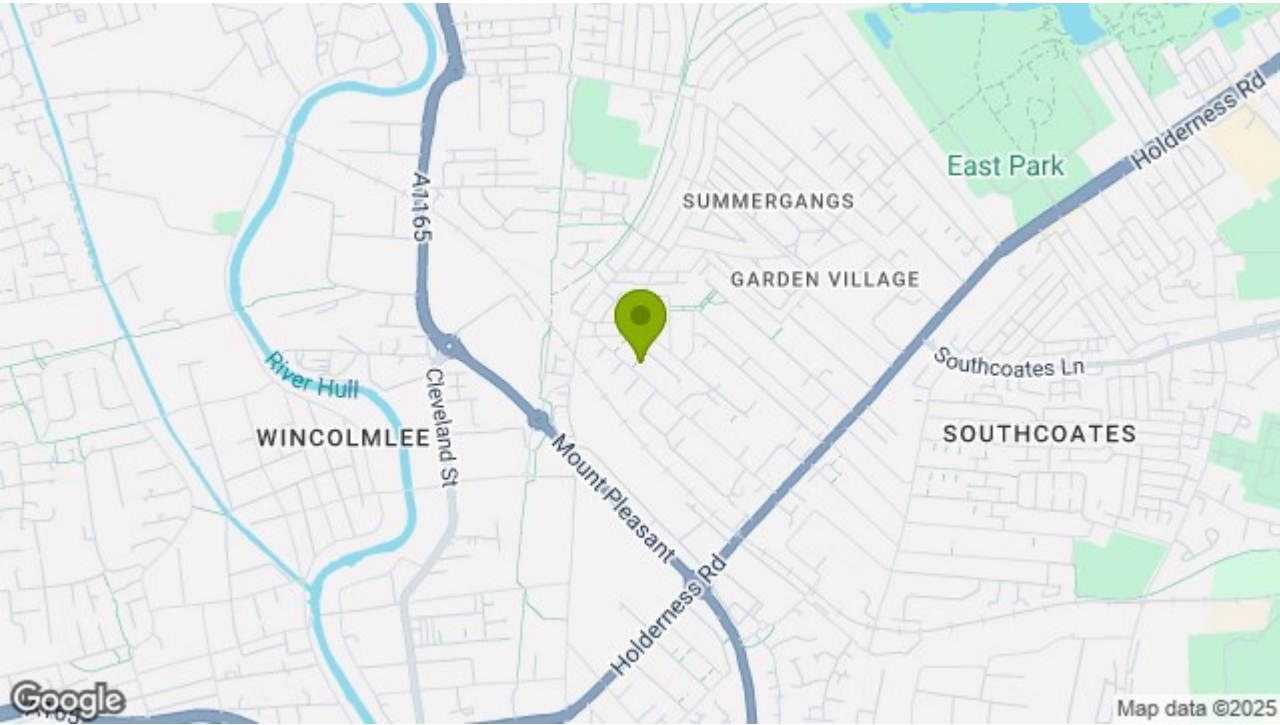 Holderness Rd
East Park
A1165
SUMMERGANGS
GARDEN VILLAGE
River Hull
Southcoates Ln
Cleveland St
WINCOLMLEE
SOUTHCOATES
Mount Pleasant
Holderness Rd
Google
Map data ©2025